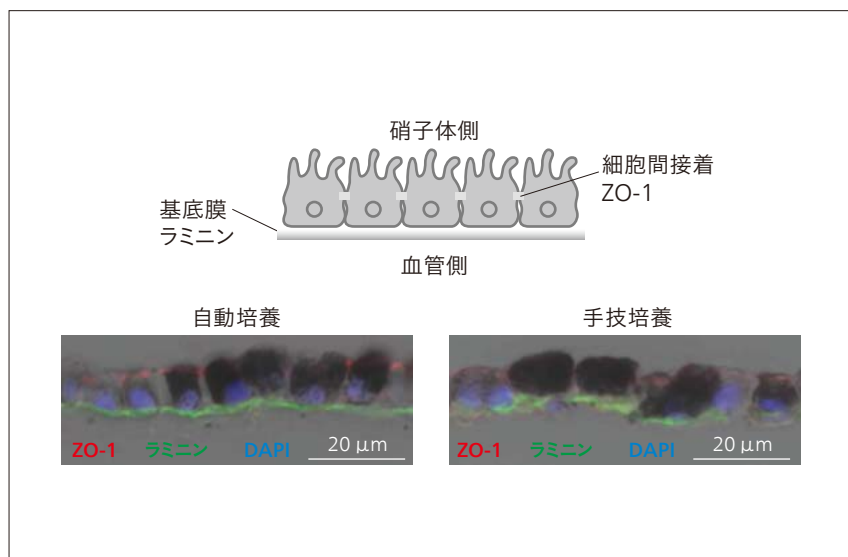 硝子体側
細胞間接着
ZO-1
基底膜
ラミニン
血管側
自動培養
手技培養
ZO-1 ラミニン DAPI 20 µm
ZO-1 ラミニン DAPI 20 µm